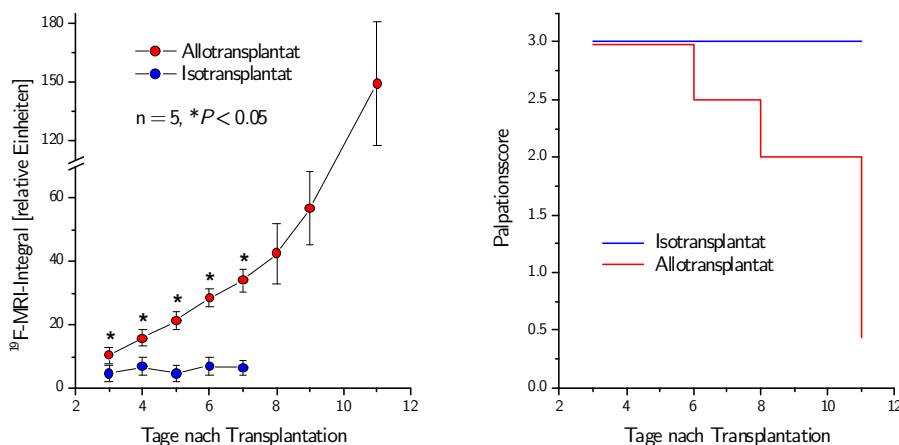 180
150
120
60
40
20
0
¹⁹F-MRI-Integral [relative Einheiten]
Allotransplantat
Isotransplantat
n = 5, *P < 0.05
*
*
*
*
*
2 4 6 8 10 12
Tage nach Transplantation
3.0
2.5
2.0
1.5
1.0
0.5
0.0
Palpationsscore
Isotransplantat
Allotransplantat
2 4 6 8 10 12
Tage nach Transplantation